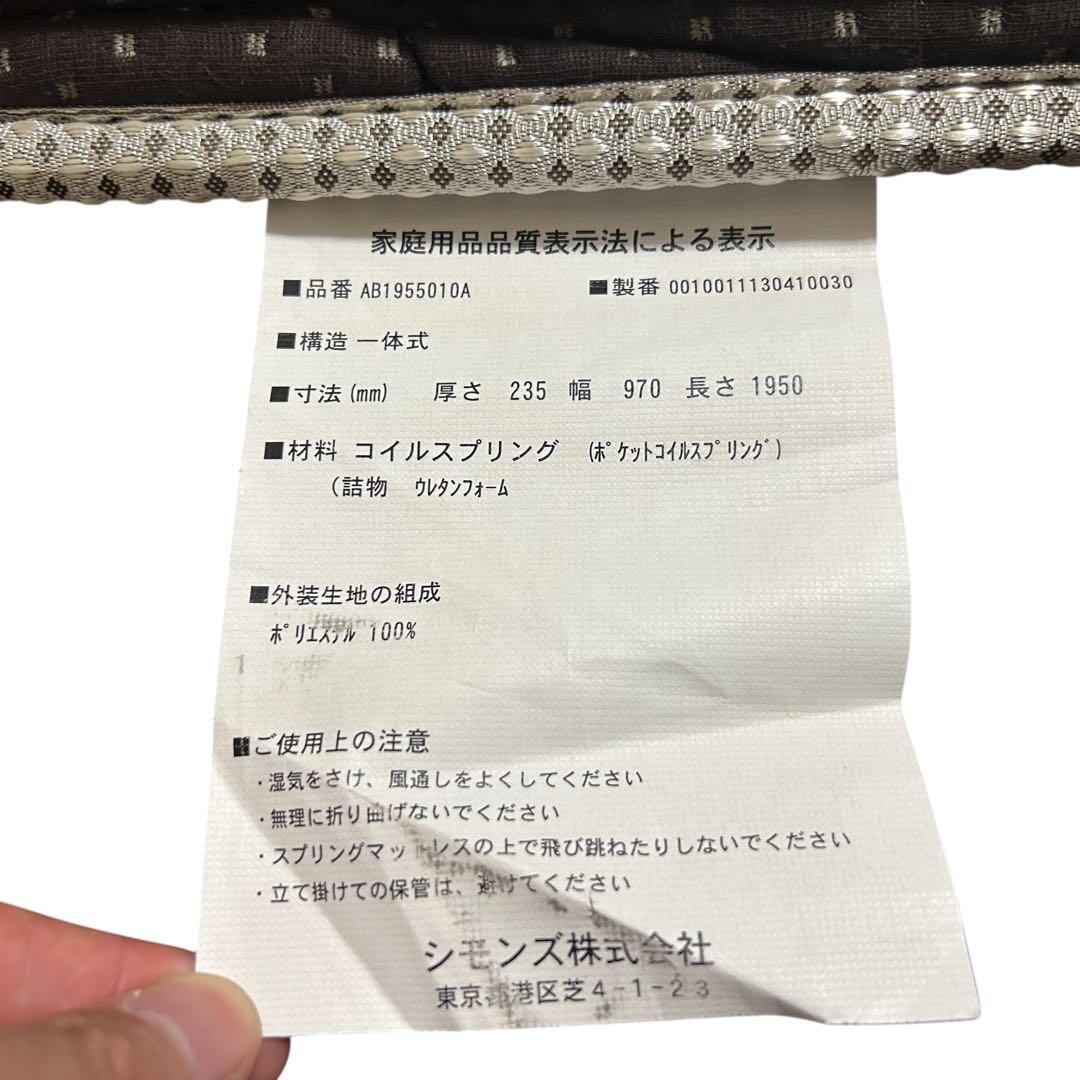 家庭用品品質表示法による表示
■品番 AB1955010A ■製番 0010011130410030
■構造 一体式
■寸法(mm) 厚さ 235 幅 970 長さ 1950
■材料 コイルスプリング (ﾎﾟｹｯﾄｺｲﾙｽﾌﾟﾘﾝｸﾞ)
(詰物 ｳﾚﾀﾝﾌｫｰﾑ
■外装生地の組成
ﾎﾟﾘｴｽﾃﾙ 100%
■ご使用上の注意
・湿気をさけ、風通しをよくしてください
・無理に折り曲げないでください
・スプリングマッ レスの上で飛び跳ねたりしないでください
・立て掛けての保管は、避けてください
シモンズ株式会社
東京都港区芝4-1-23